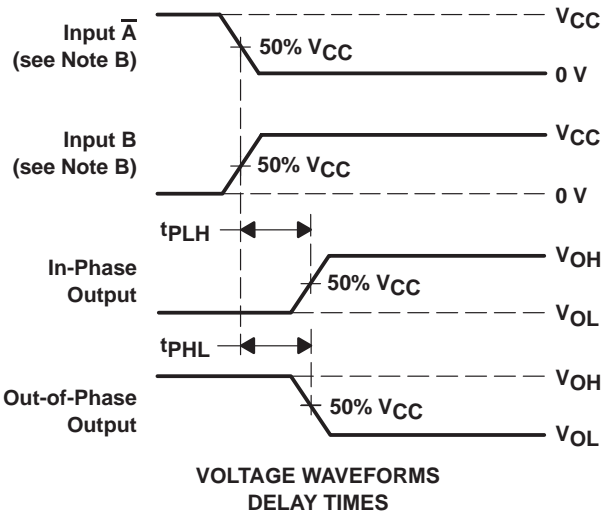 Input A̅
(see Note B)
50% VCC
VCC
0 V
Input B
(see Note B)
50% VCC
VCC
0 V
tPLH
In-Phase
Output
50% VCC
VOH
VOL
tPHL
Out-of-Phase
Output
50% VCC
VOH
VOL
VOLTAGE WAVEFORMS
DELAY TIMES